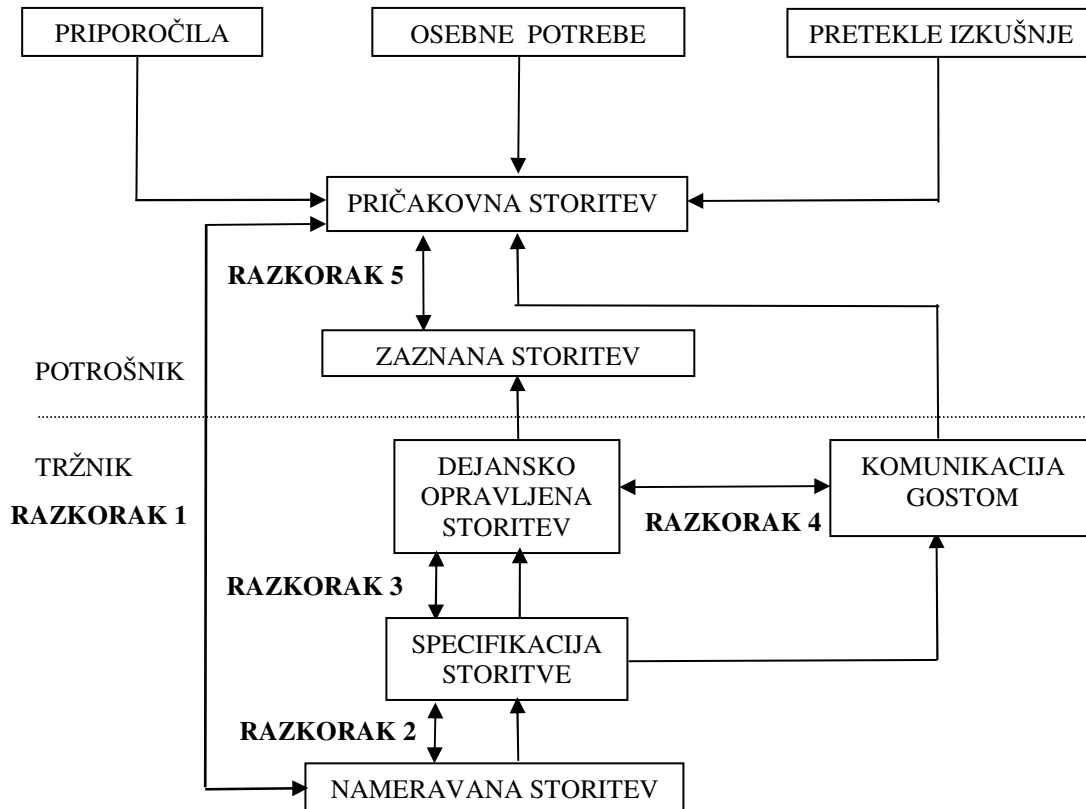 PRIPOROČILA
OSEBNE POTREBE
PRETEKLE IZKUŠNJE
PRIČAKOVNA STORITEV
RAZKORAK 5
ZAZNANA STORITEV
POTROŠNIK
TRŽNIK
RAZKORAK 1
DEJANSKO
OPRAVLJENA
STORITEV
KOMUNIKACIJA
GOSTOM
RAZKORAK 4
RAZKORAK 3
SPECIFIKACIJA
STORITVE
RAZKORAK 2
NAMERAVANA STORITEV